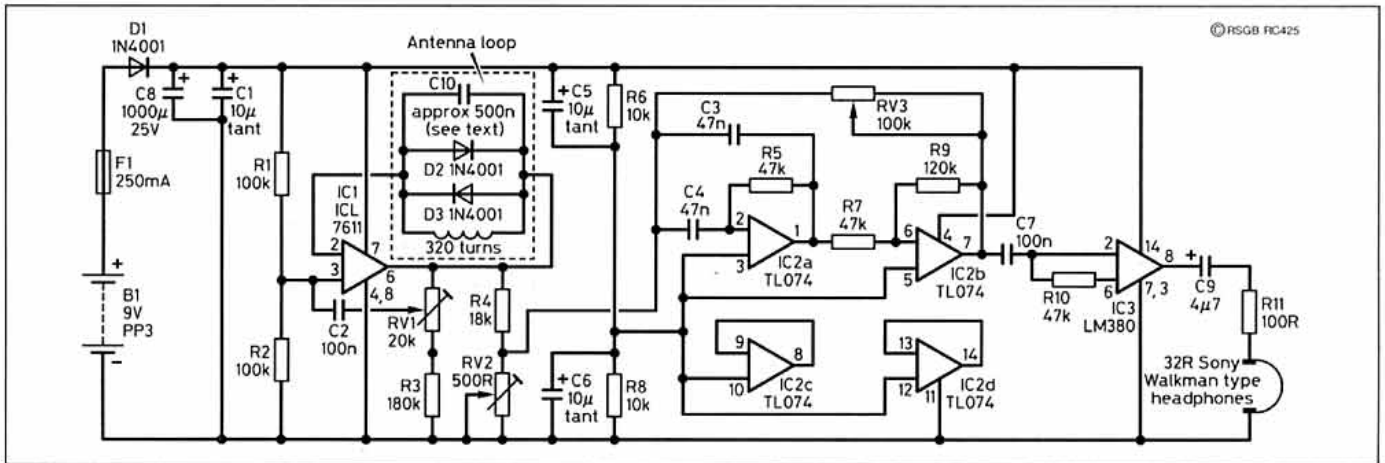 © RSGB RC425
D1
1N4001
C8
1000µ
25V
C1
10µ
tant
F1
250mA
B1
9V
PP3
+
−
R1
100k
R2
100k
C2
100n
IC1
ICL
7611
2
3
7
6
4,8
RV1
20k
R3
180k
Antenna loop
C10
approx 500n
(see text)
D2 1N4001
D3 1N4001
320 turns
R4
18k
RV2
500R
C5
10µ
tant
R6
10k
C6
10µ
tant
R8
10k
C3
47n
C4
47n
R5
47k
2
3
1
IC2a
TL074
R7
47k
RV3
100k
R9
120k
6
5
4
7
IC2b
TL074
9
10
8
IC2c
TL074
13
12
14
11
IC2d
TL074
C7
100n
R10
47k
2
6
14
8
7,3
IC3
LM380
+
C9
4µ7
R11
100R
32R Sony
Walkman type
headphones